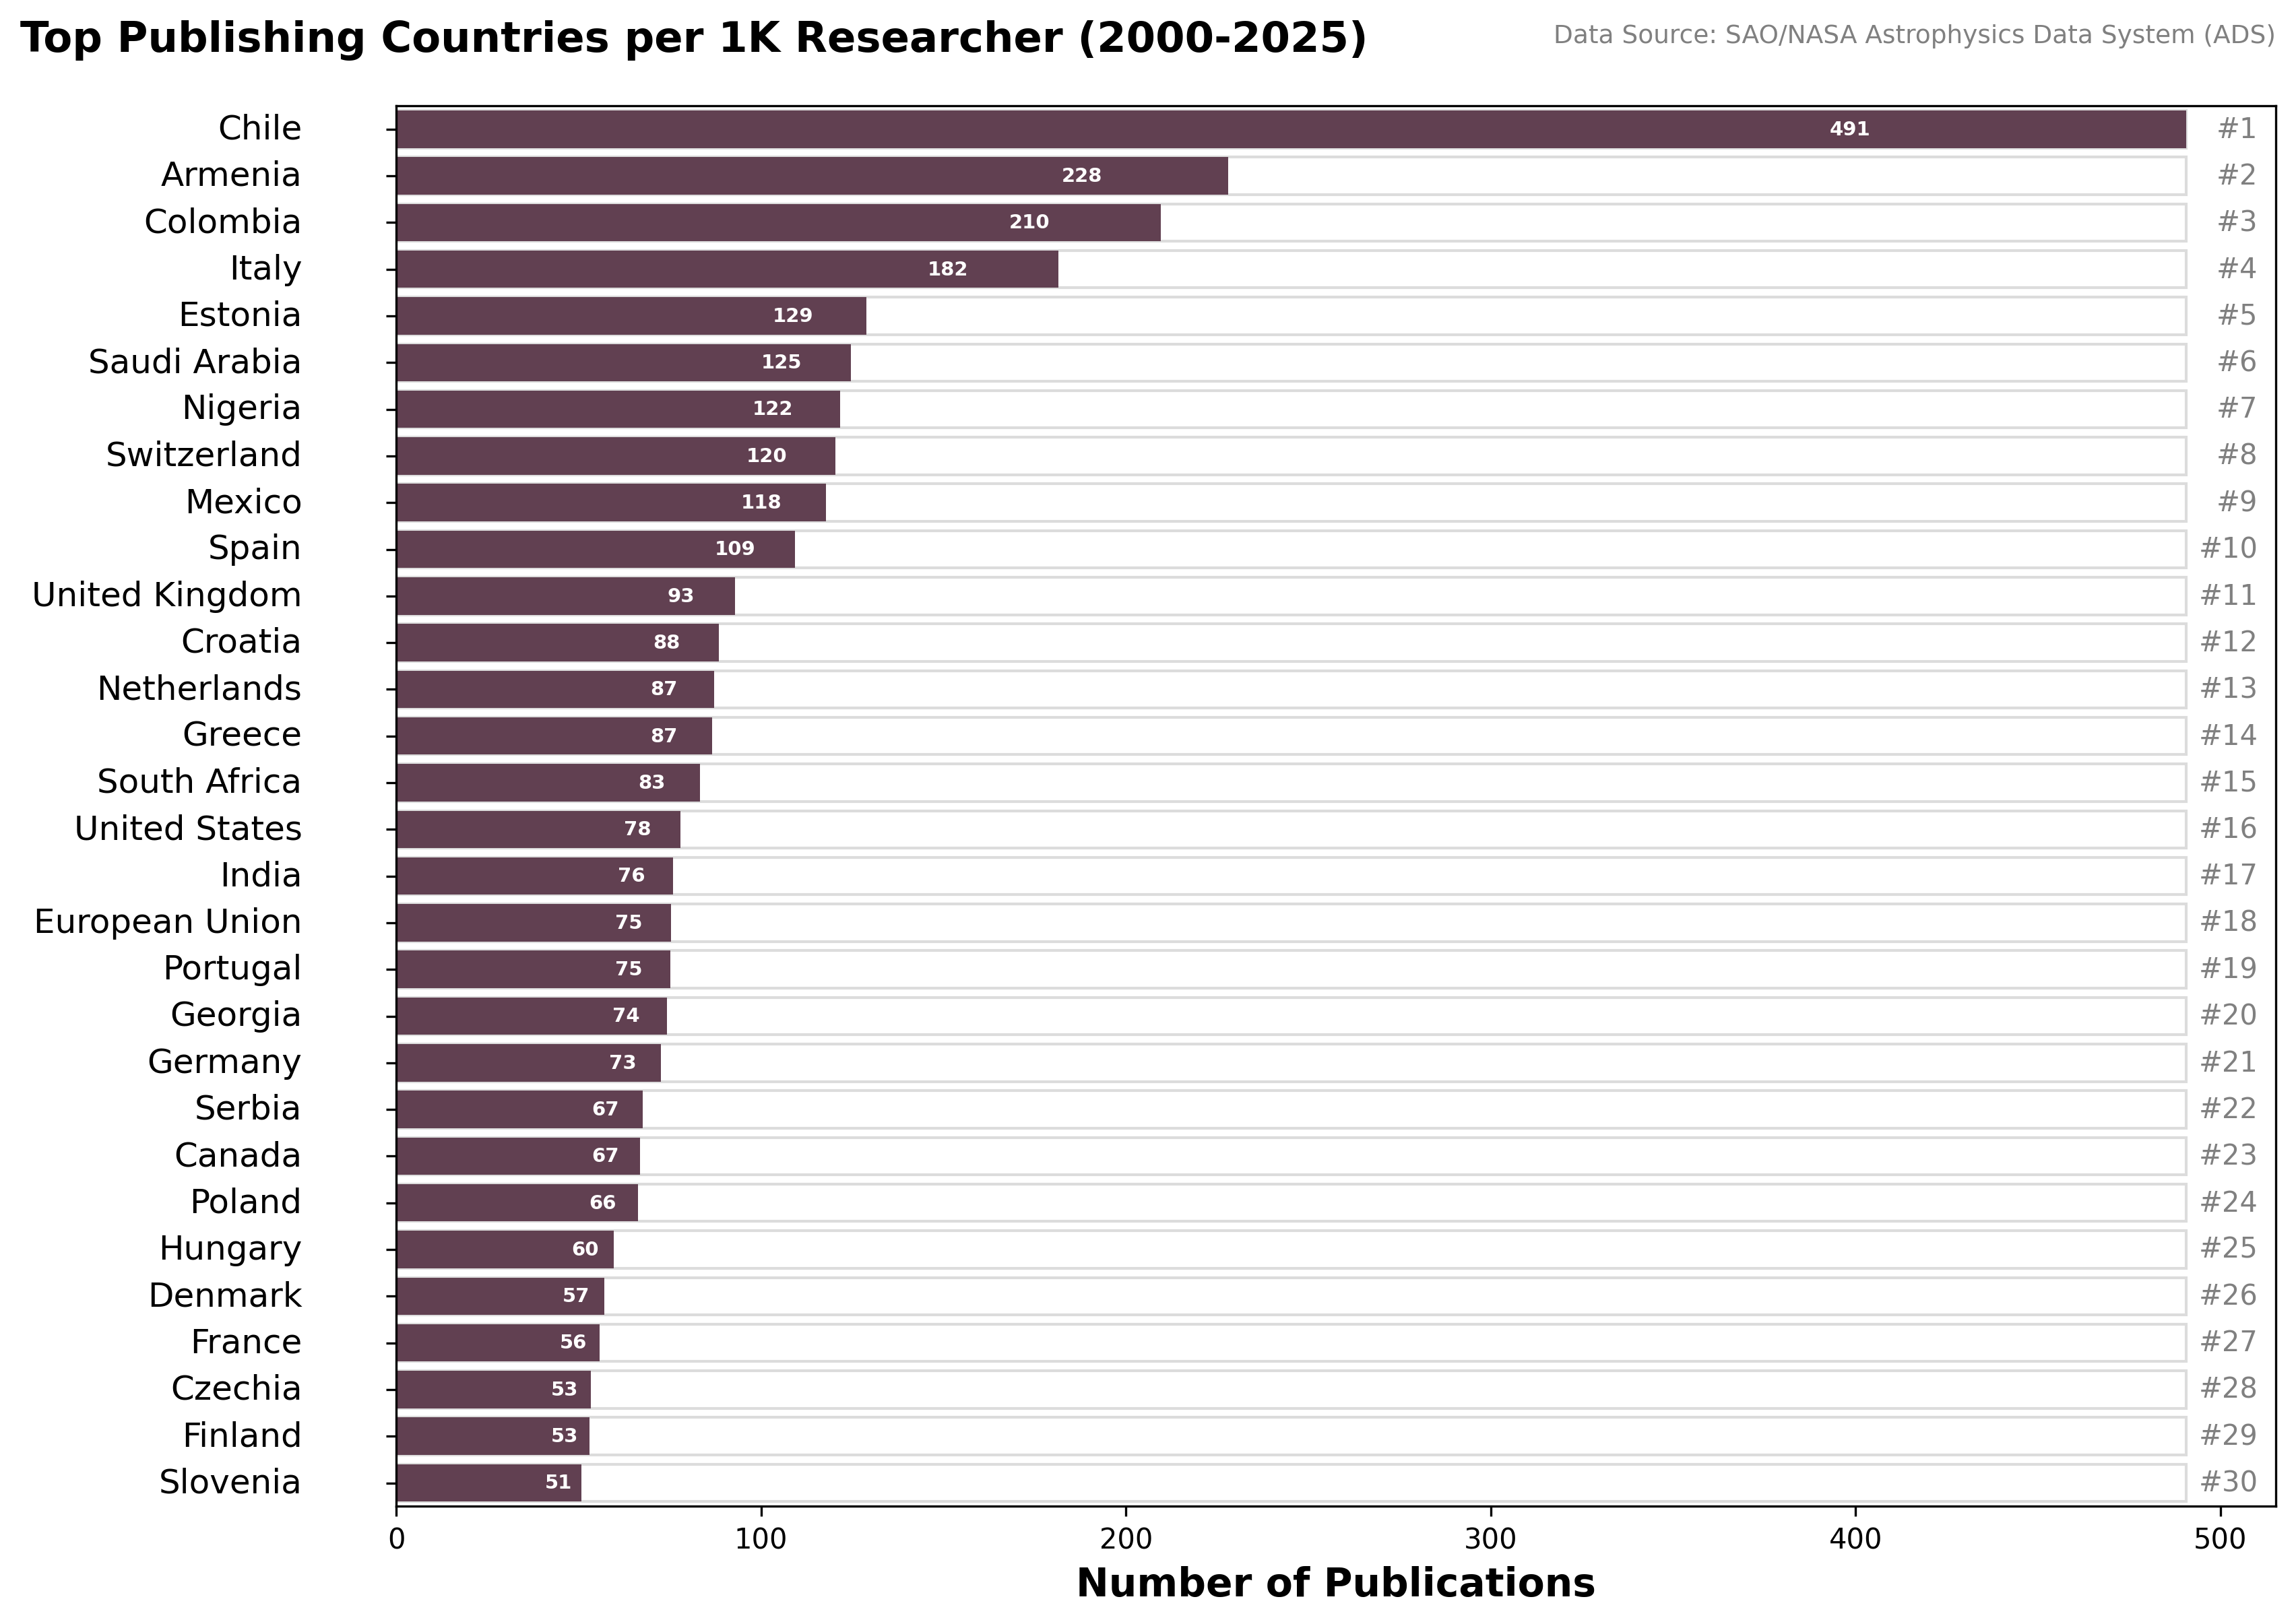 Top Publishing Countries per 1K Researcher (2000-2025)
Data Source: SAO/NASA Astrophysics Data System (ADS)
Chile 491 #1
Armenia 228 #2
Colombia 210 #3
Italy 182 #4
Estonia 129 #5
Saudi Arabia 125 #6
Nigeria 122 #7
Switzerland 120 #8
Mexico 118 #9
Spain 109 #10
United Kingdom 93 #11
Croatia 88 #12
Netherlands 87 #13
Greece 87 #14
South Africa 83 #15
United States 78 #16
India 76 #17
European Union 75 #18
Portugal 75 #19
Georgia 74 #20
Germany 73 #21
Serbia 67 #22
Canada 67 #23
Poland 66 #24
Hungary 60 #25
Denmark 57 #26
France 56 #27
Czechia 53 #28
Finland 53 #29
Slovenia 51 #30
0 100 200 300 400 500
Number of Publications